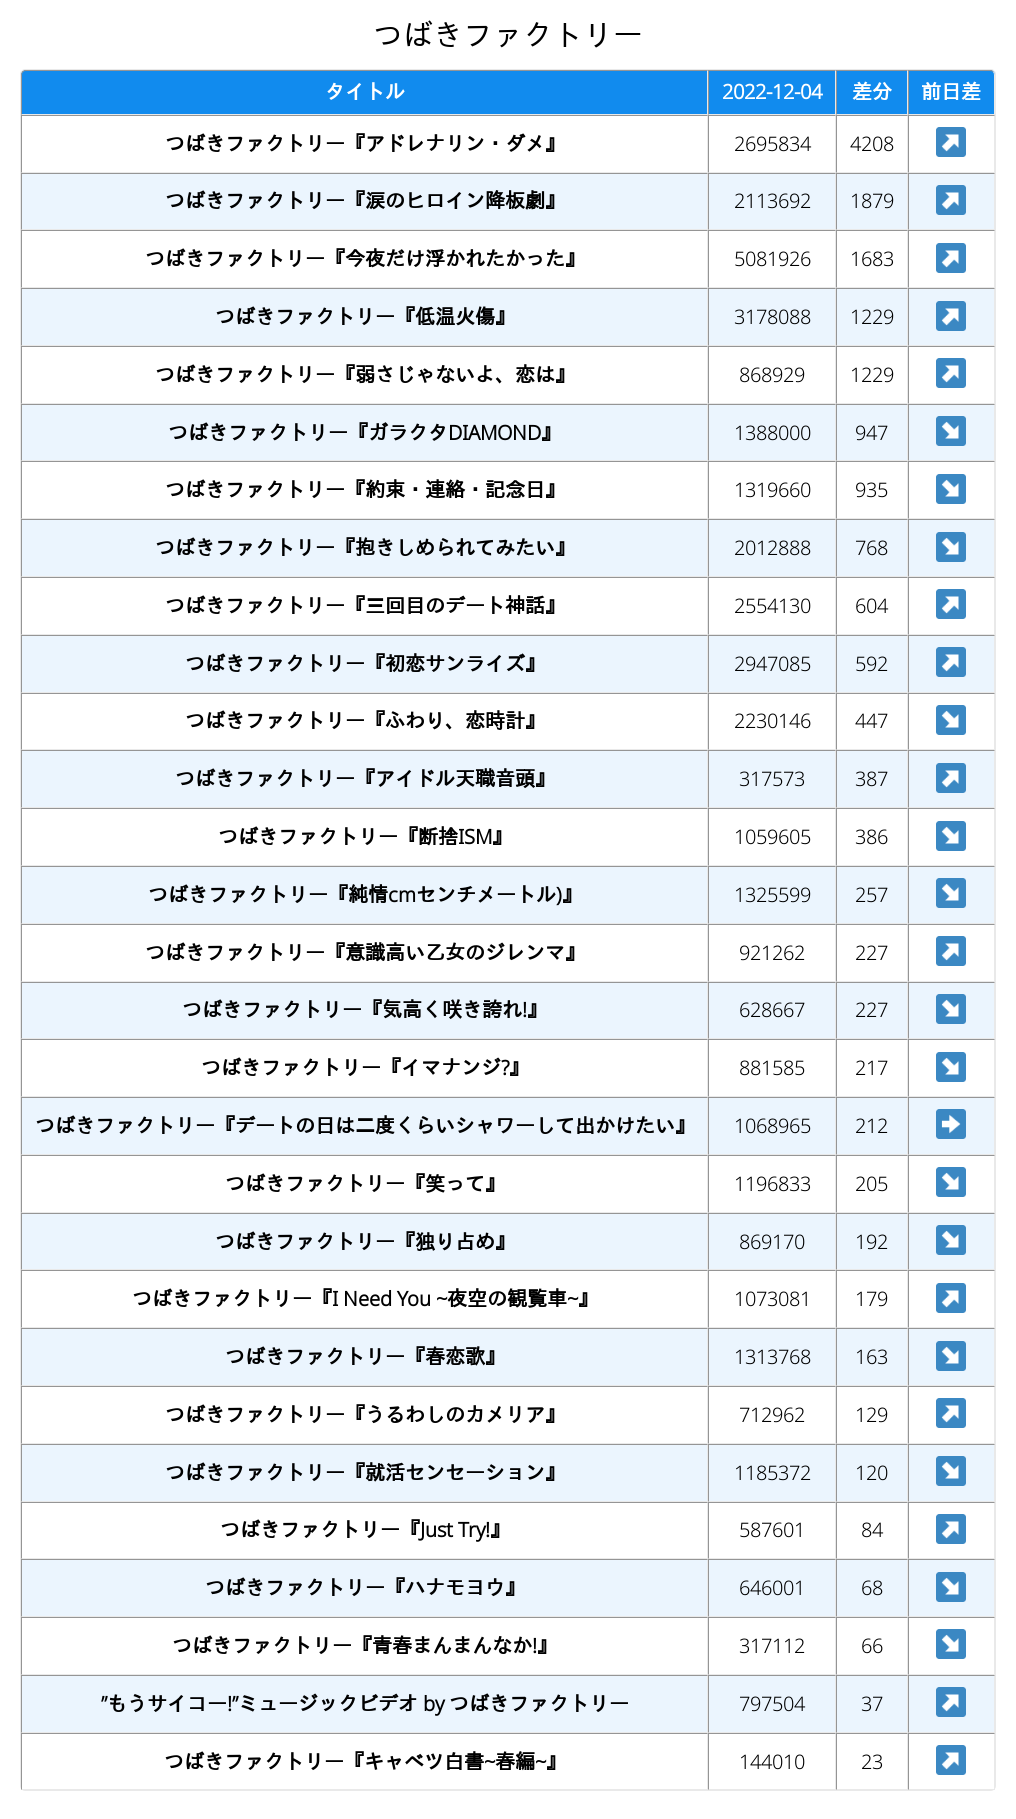 つばきファクトリー
タイトル 2022-12-04 差分 前日差
つばきファクトリー『アドレナリン・ダメ』 2695834 4208 ↗
つばきファクトリー『涙のヒロイン降板劇』 2113692 1879 ↗
つばきファクトリー『今夜だけ浮かれたかった』 5081926 1683 ↗
つばきファクトリー『低温火傷』 3178088 1229 ↗
つばきファクトリー『弱さじゃないよ、恋は』 868929 1229 ↗
つばきファクトリー『ガラクタDIAMOND』 1388000 947 ↘
つばきファクトリー『約束・連絡・記念日』 1319660 935 ↘
つばきファクトリー『抱きしめられてみたい』 2012888 768 ↘
つばきファクトリー『三回目のデート神話』 2554130 604 ↗
つばきファクトリー『初恋サンライズ』 2947085 592 ↗
つばきファクトリー『ふわり、恋時計』 2230146 447 ↘
つばきファクトリー『アイドル天職音頭』 317573 387 ↗
つばきファクトリー『断捨ISM』 1059605 386 ↘
つばきファクトリー『純情cmセンチメートル)』 1325599 257 ↘
つばきファクトリー『意識高い乙女のジレンマ』 921262 227 ↗
つばきファクトリー『気高く咲き誇れ!』 628667 227 ↘
つばきファクトリー『イマナンジ?』 881585 217 ↘
つばきファクトリー『デートの日は二度くらいシャワーして出かけたい』 1068965 212 →
つばきファクトリー『笑って』 1196833 205 ↘
つばきファクトリー『独り占め』 869170 192 ↘
つばきファクトリー『I Need You ~夜空の観覧車~』 1073081 179 ↗
つばきファクトリー『春恋歌』 1313768 163 ↘
つばきファクトリー『うるわしのカメリア』 712962 129 ↗
つばきファクトリー『就活センセーション』 1185372 120 ↘
つばきファクトリー『Just Try!』 587601 84 ↗
つばきファクトリー『ハナモヨウ』 646001 68 ↘
つばきファクトリー『青春まんまんなか!』 317112 66 ↘
”もうサイコー!”ミュージックビデオ by つばきファクトリー 797504 37 ↗
つばきファクトリー『キャベツ白書~春編~』 144010 23 ↗